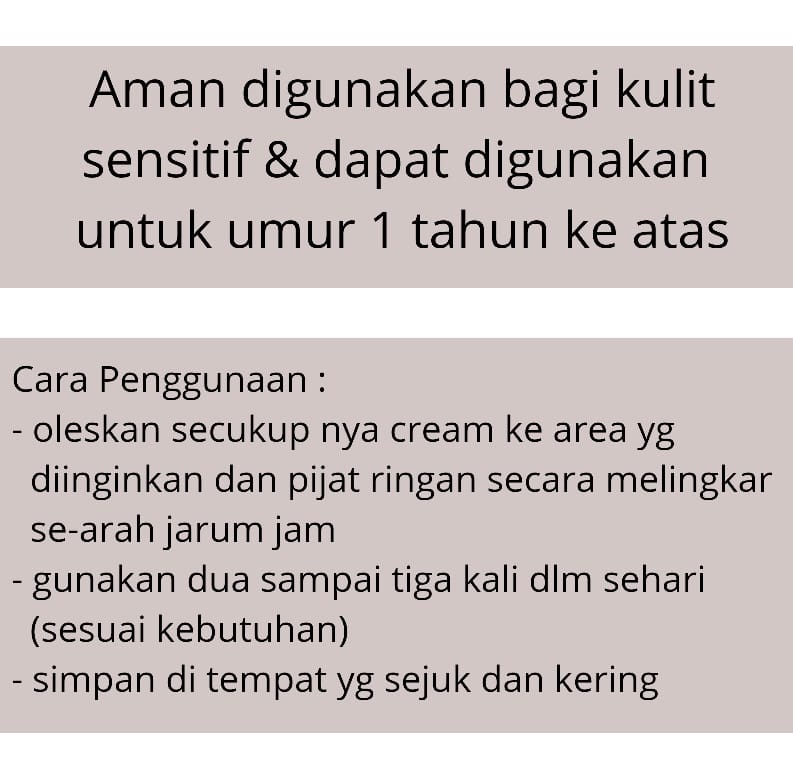 Aman digunakan bagi kulit
sensitif & dapat digunakan
untuk umur 1 tahun ke atas
Cara Penggunaan :
- oleskan secukup nya cream ke area yg
diinginkan dan pijat ringan secara melingkar
se-arah jarum jam
- gunakan dua sampai tiga kali dlm sehari
(sesuai kebutuhan)
- simpan di tempat yg sejuk dan kering